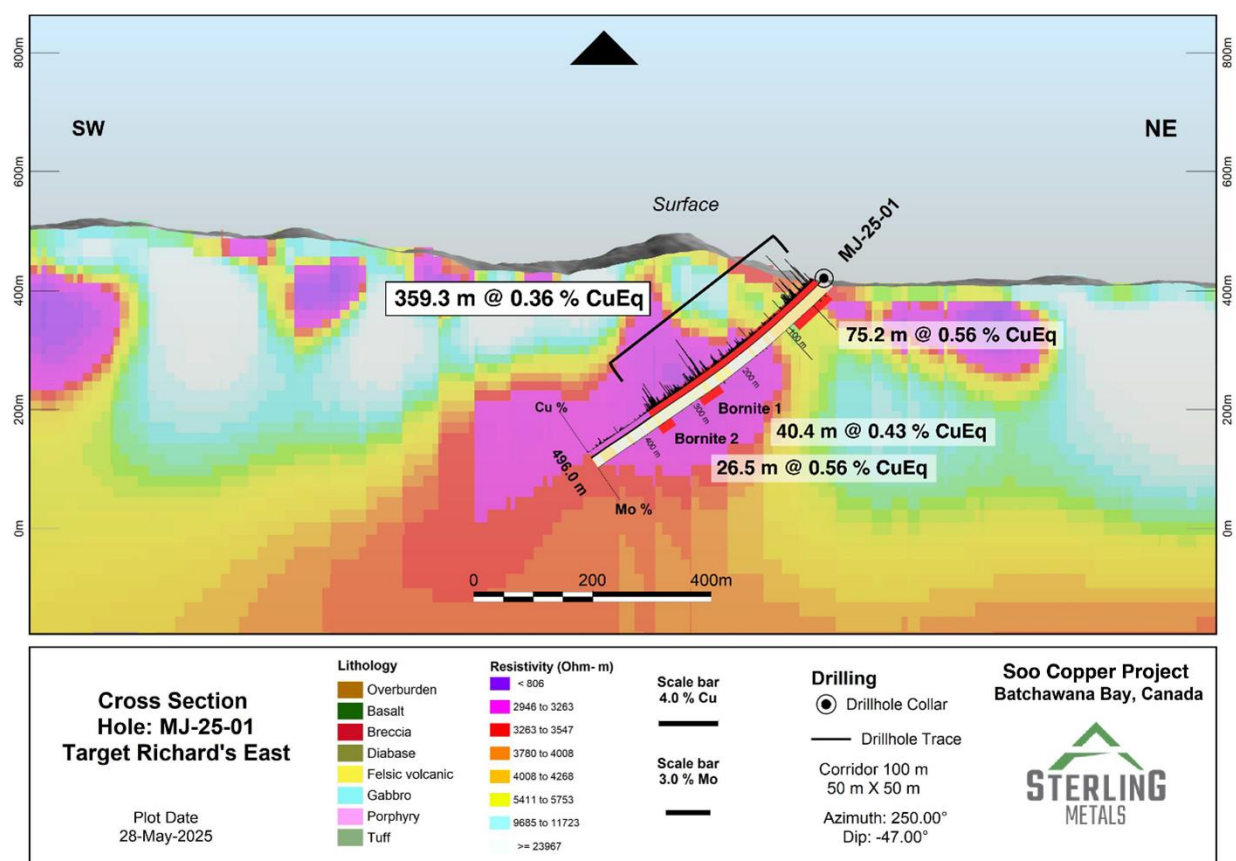 800m
800m
SW
NE
600m
600m
Surface
MJ-25-01
400m
400m
359.3 m @ 0.36 % CuEq
75.2 m @ 0.56 % CuEq
100 m
200 m
300 m
400 m
200m
200m
Cu %
Bornite 1
40.4 m @ 0.43 % CuEq
Bornite 2
26.5 m @ 0.56 % CuEq
496.0 m
Mo %
0m
0m
0
200
400m
Cross Section
Hole: MJ-25-01
Target Richard's East
Plot Date
28-May-2025
Lithology
Overburden
Basalt
Breccia
Diabase
Felsic volcanic
Gabbro
Porphyry
Tuff
Resistivity (Ohm- m)
< 806
2946 to 3263
3263 to 3547
3780 to 4008
4008 to 4268
5411 to 5753
9685 to 11723
>= 23967
Scale bar
4.0 % Cu
Scale bar
3.0 % Mo
Drilling
Drillhole Collar
Drillhole Trace
Corridor 100 m
50 m X 50 m
Azimuth: 250.00°
Dip: -47.00°
Soo Copper Project
Batchawana Bay, Canada
STERLING
METALS